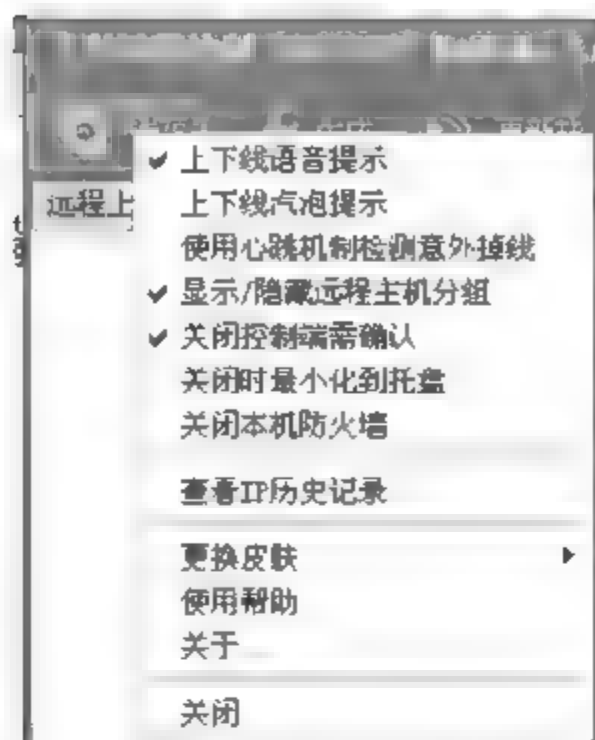 远程上
上下线语音提示
上下线气泡提示
使用心跳机制检测意外掉线
显示/隐藏远程主机分组
关闭控制端需确认
关闭时最小化到托盘
关闭本机防火墙
查看IP历史记录
更换皮肤
使用帮助
关于
关闭